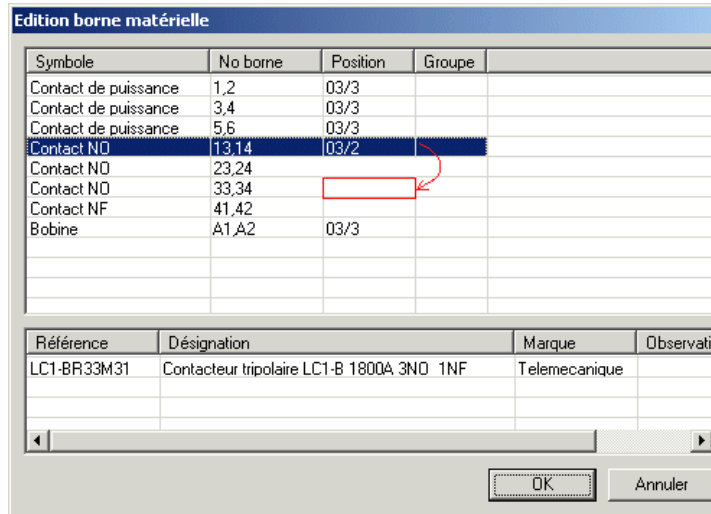 Edition borne matérielle
Symbole No borne Position Groupe
Contact de puissance 1,2 03/3
Contact de puissance 3,4 03/3
Contact de puissance 5,6 03/3
Contact NO 13,14 03/2
Contact NO 23,24
Contact NO 33,34
Contact NF 41,42
Bobine A1,A2 03/3
Référence Désignation Marque Observati
LC1-BR33M31 Contacteur tripolaire LC1-B 1800A 3NO 1NF Telemecanique
OK Annuler